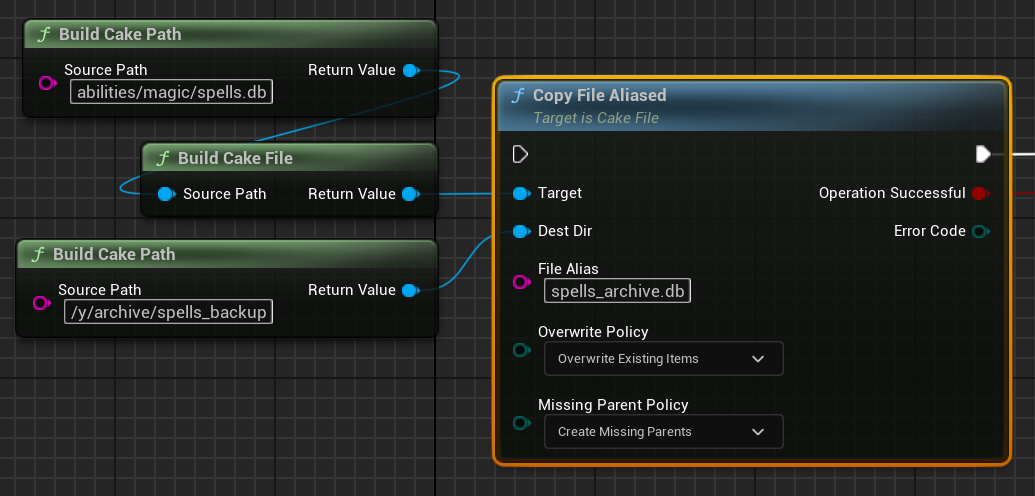 Build Cake Path
Source Path
Return Value
abilities/magic/spells.db
Build Cake File
Source Path
Return Value
Build Cake Path
Source Path
Return Value
/y/archive/spells_backup
Copy File Aliased
Target is Cake File
Target
Operation Successful
Dest Dir
Error Code
File Alias
spells_archive.db
Overwrite Policy
Overwrite Existing Items
Missing Parent Policy
Create Missing Parents